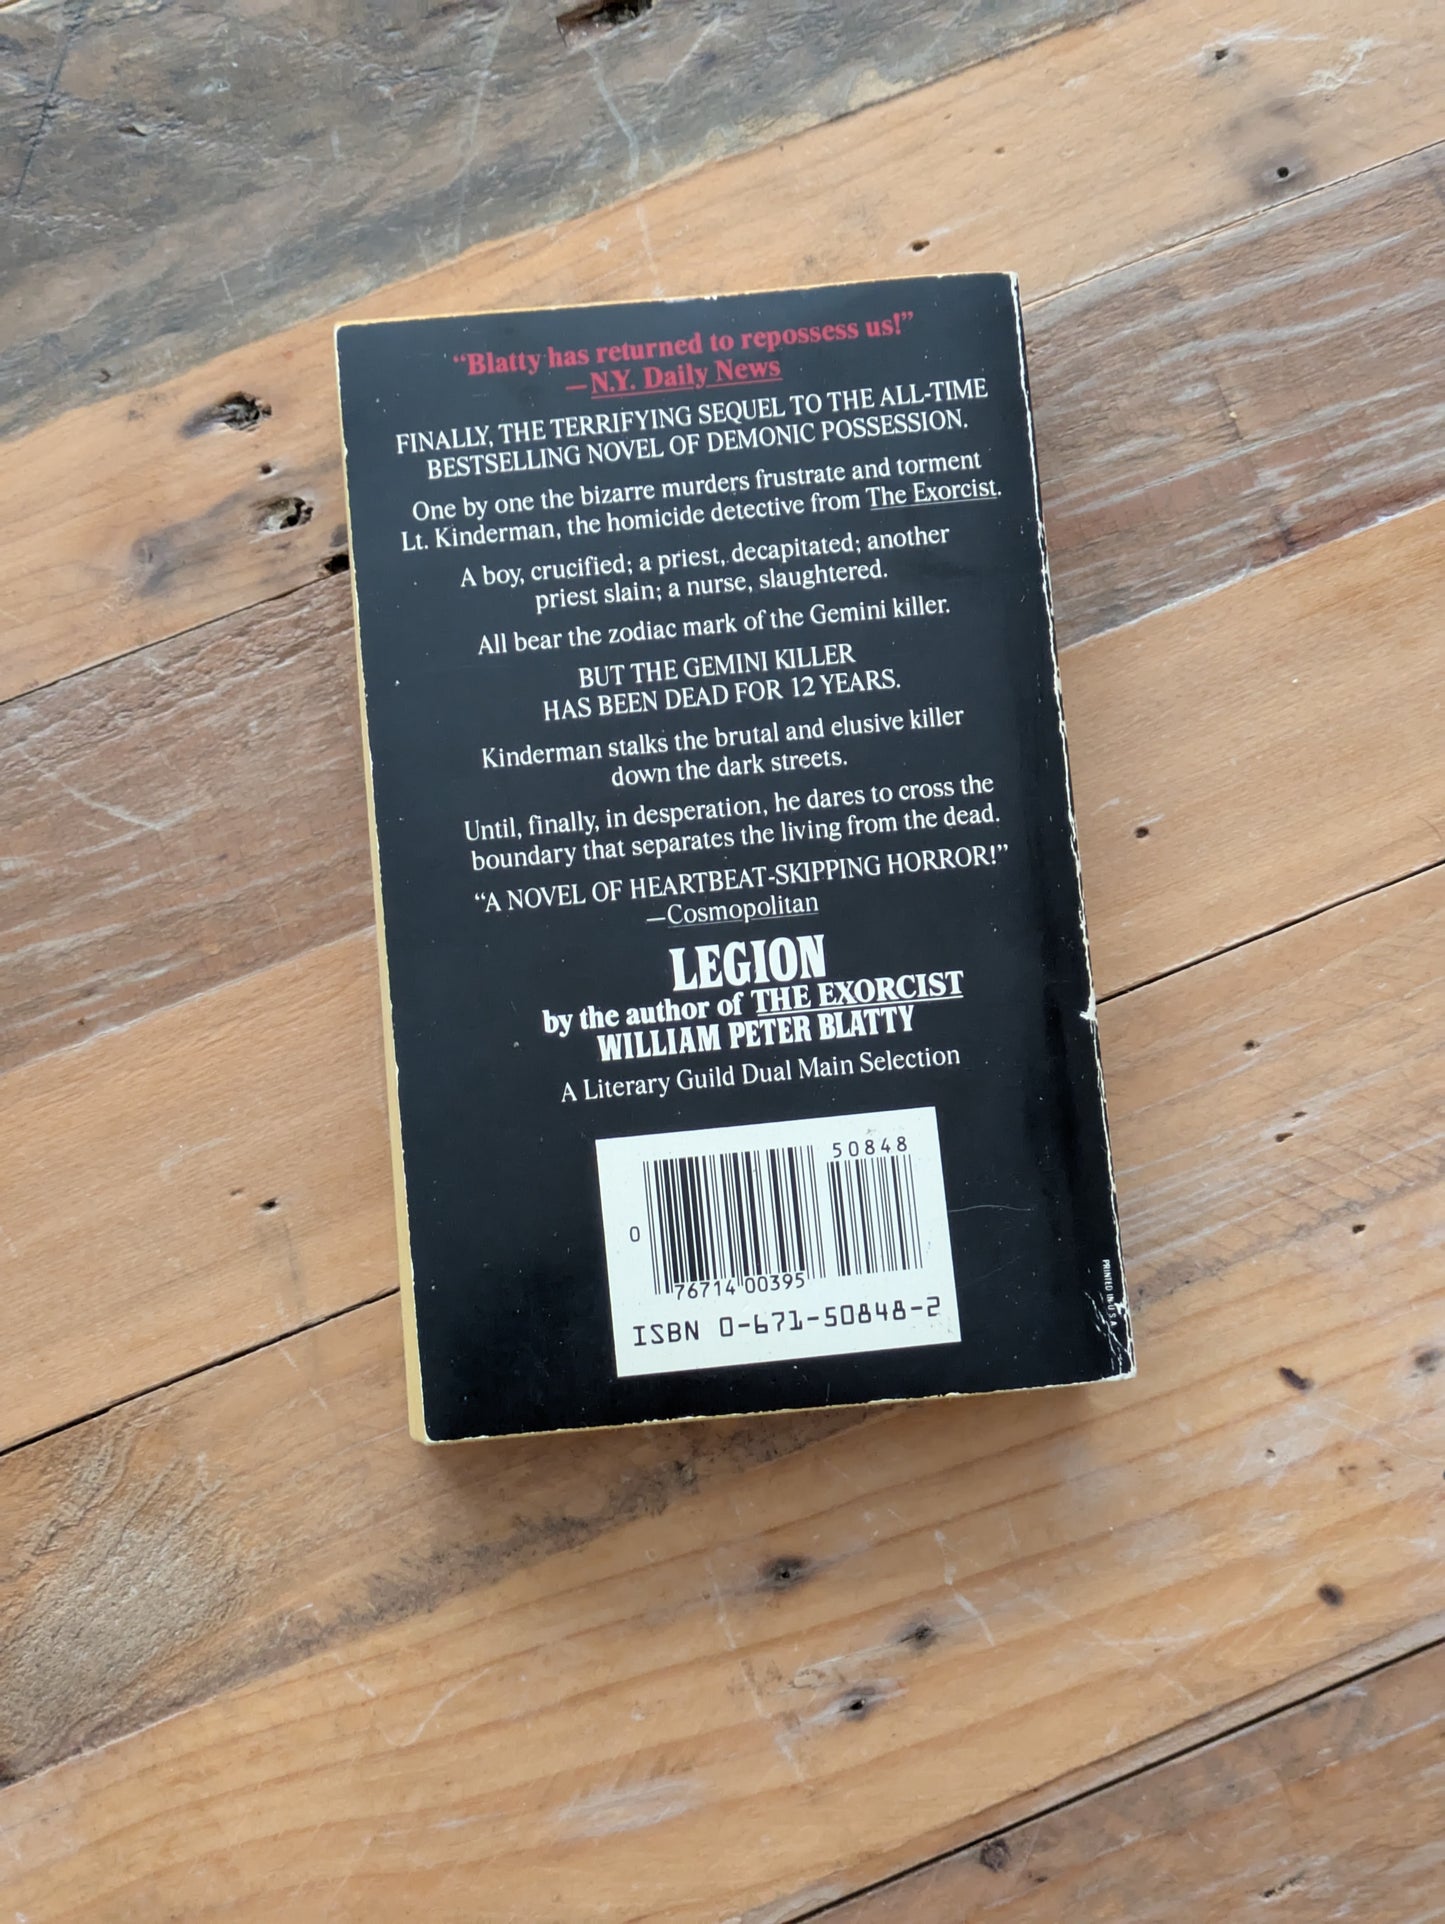 “Blatty has returned to repossess us!”
—N.Y. Daily News
FINALLY, THE TERRIFYING SEQUEL TO THE ALL-TIME
BESTSELLING NOVEL OF DEMONIC POSSESSION.
One by one the bizarre murders frustrate and torment
Lt. Kinderman, the homicide detective from The Exorcist.
A boy, crucified; a priest, decapitated; another
priest slain; a nurse, slaughtered.
All bear the zodiac mark of the Gemini killer.
BUT THE GEMINI KILLER
HAS BEEN DEAD FOR 12 YEARS.
Kinderman stalks the brutal and elusive killer
down the dark streets.
Until, finally, in desperation, he dares to cross the
boundary that separates the living from the dead.
“A NOVEL OF HEARTBEAT-SKIPPING HORROR!”
—Cosmopolitan
LEGION
by the author of THE EXORCIST
WILLIAM PETER BLATTY
A Literary Guild Dual Main Selection
50848
0
76714 00395
ISBN 0-671-50848-2
PRINTED IN U.S.A.